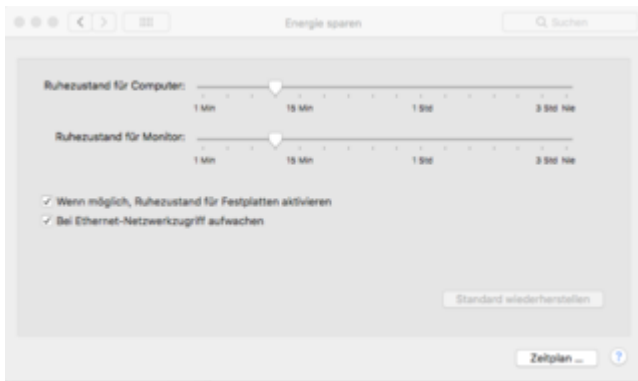 Energie sparen
Suchen
Ruhezustand für Computer:
1 Min 15 Min 1 Std 3 Std Nie
Ruhezustand für Monitor:
1 Min 15 Min 1 Std 3 Std Nie
Wenn möglich, Ruhezustand für Festplatten aktivieren
Bei Ethernet-Netzwerkzugriff aufwachen
Standard wiederherstellen
Zeitplan ... ?